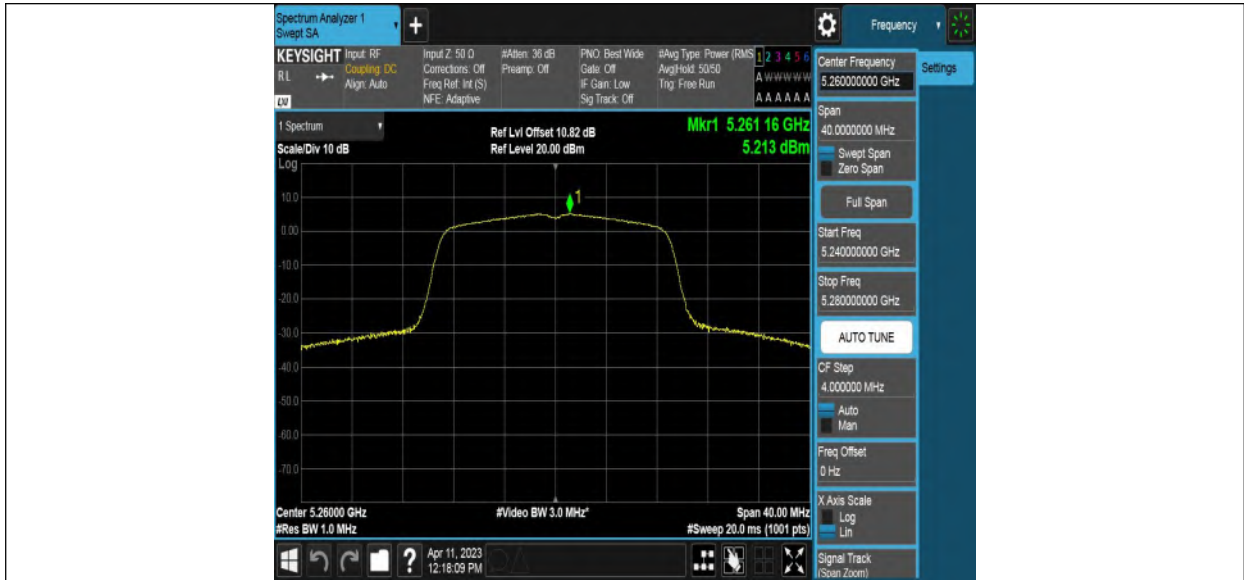 Spectrum Analyzer 1
Swept SA
Frequency
KEYSIGHT
Input: RF
Coupling: DC
Align: Auto
Input Z: 50 Ω
Corrections: Off
Freq Ref: Int (S)
NFE: Adaptive
#Atten: 36 dB
Preamp: Off
PNO: Best Wide
Gate: Off
IF Gain: Low
Sig Track: Off
#Avg Type: Power (RMS
Avg|Hold: 50/50
Trig: Free Run
1 2 3 4 5 6
A W W W W W
A A A A A A
R L
LXI
Center Frequency
5.260000000 GHz
Settings
Span
40.0000000 MHz
Swept Span
Zero Span
Full Span
Start Freq
5.240000000 GHz
Stop Freq
5.280000000 GHz
AUTO TUNE
CF Step
4.000000 MHz
Auto
Man
Freq Offset
0 Hz
X Axis Scale
Log
Lin
Signal Track
(Span Zoom)
1 Spectrum
Scale/Div 10 dB
Ref Lvl Offset 10.82 dB
Ref Level 20.00 dBm
Mkr1 5.261 16 GHz
5.213 dBm
Log
1
10.0
0.00
-10.0
-20.0
-30.0
-40.0
-50.0
-60.0
-70.0
Center 5.26000 GHz
#Res BW 1.0 MHz
#Video BW 3.0 MHz*
Span 40.00 MHz
#Sweep 20.0 ms (1001 pts)
?
Apr 11, 2023
12:18:09 PM